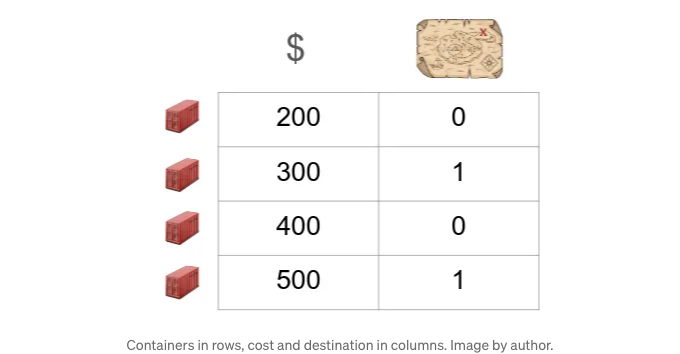 $ X
200 0
300 1
400 0
500 1
Containers in rows, cost and destination in columns. Image by author.